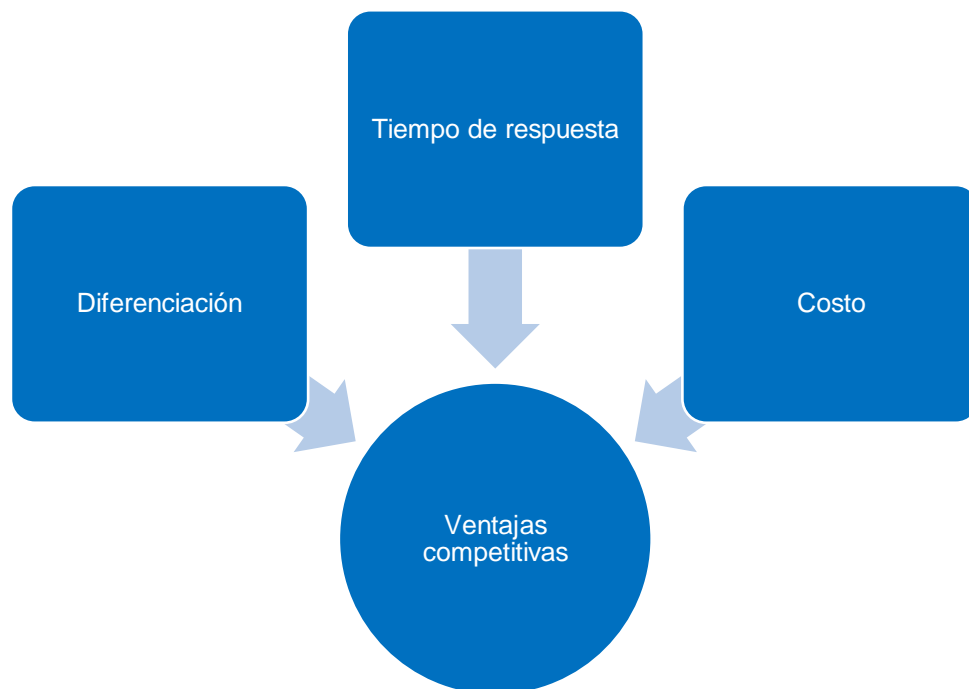 Tiempo de respuesta
Diferenciación
Costo
Ventajas
competitivas